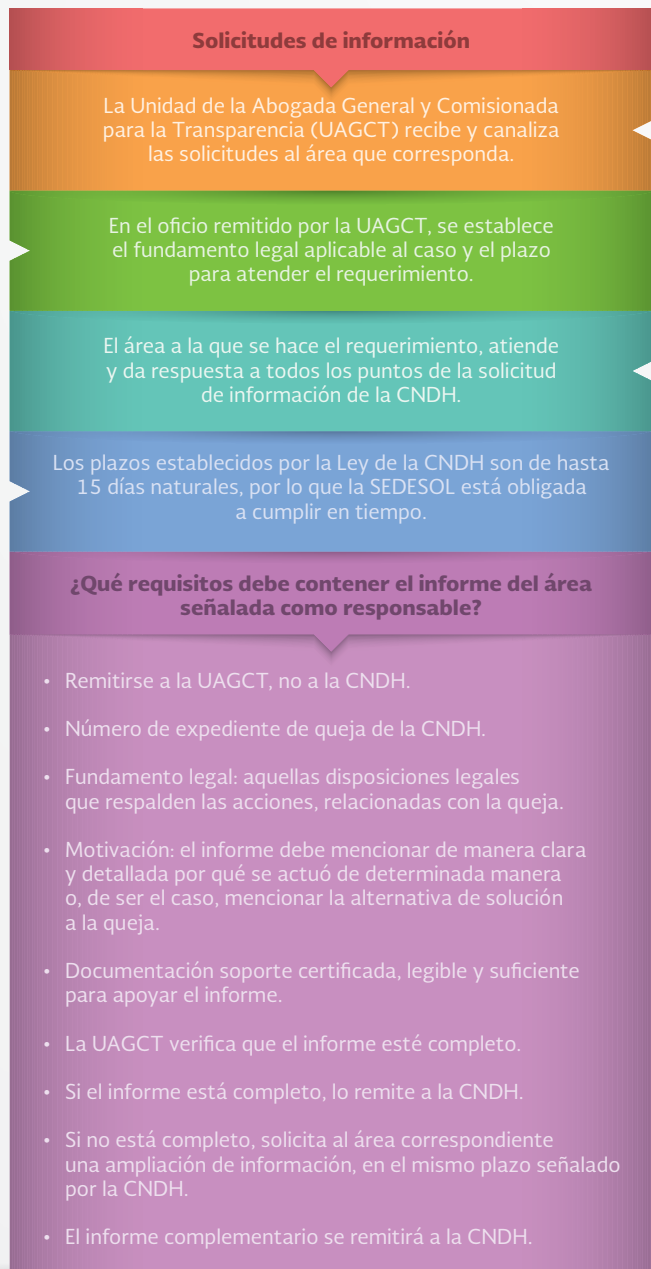 Solicitudes de información
La Unidad de la Abogada General y Comisionada
para la Transparencia (UAGCT) recibe y canaliza
las solicitudes al área que corresponda.
En el oficio remitido por la UAGCT, se establece
el fundamento legal aplicable al caso y el plazo
para atender el requerimiento.
El área a la que se hace el requerimiento, atiende
y da respuesta a todos los puntos de la solicitud
de información de la CNDH.
Los plazos establecidos por la Ley de la CNDH son de hasta
15 días naturales, por lo que la SEDESOL está obligada
a cumplir en tiempo.
¿Qué requisitos debe contener el informe del área
señalada como responsable?
• Remitirse a la UAGCT, no a la CNDH.
• Número de expediente de queja de la CNDH.
• Fundamento legal: aquellas disposiciones legales
que respalden las acciones, relacionadas con la queja.
• Motivación: el informe debe mencionar de manera clara
y detallada por qué se actuó de determinada manera
o, de ser el caso, mencionar la alternativa de solución
a la queja.
• Documentación soporte certificada, legible y suficiente
para apoyar el informe.
• La UAGCT verifica que el informe esté completo.
• Si el informe está completo, lo remite a la CNDH.
• Si no está completo, solicita al área correspondiente
una ampliación de información, en el mismo plazo señalado
por la CNDH.
• El informe complementario se remitirá a la CNDH.